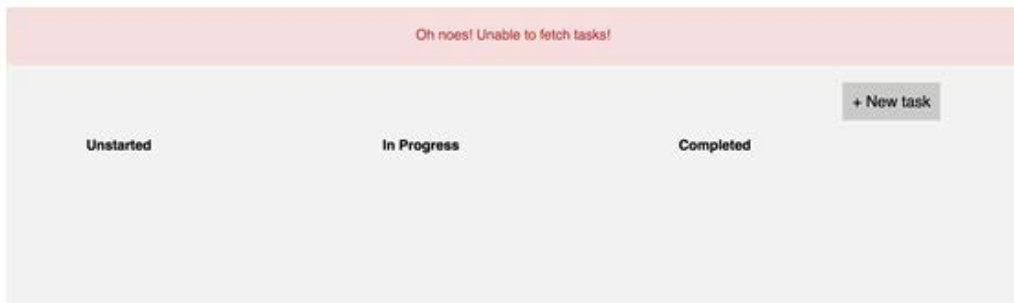 Oh noes! Unable to fetch tasks!
+ New task
Unstarted In Progress Completed